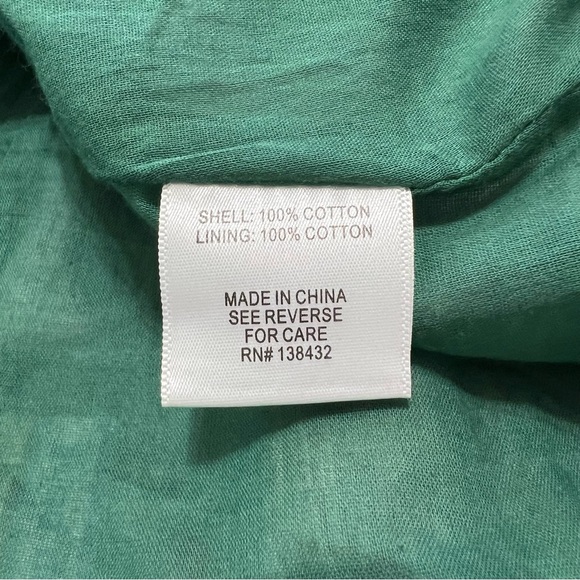 SHELL: 100% COTTON
LINING: 100% COTTON
MADE IN CHINA
SEE REVERSE
FOR CARE
RN# 138432